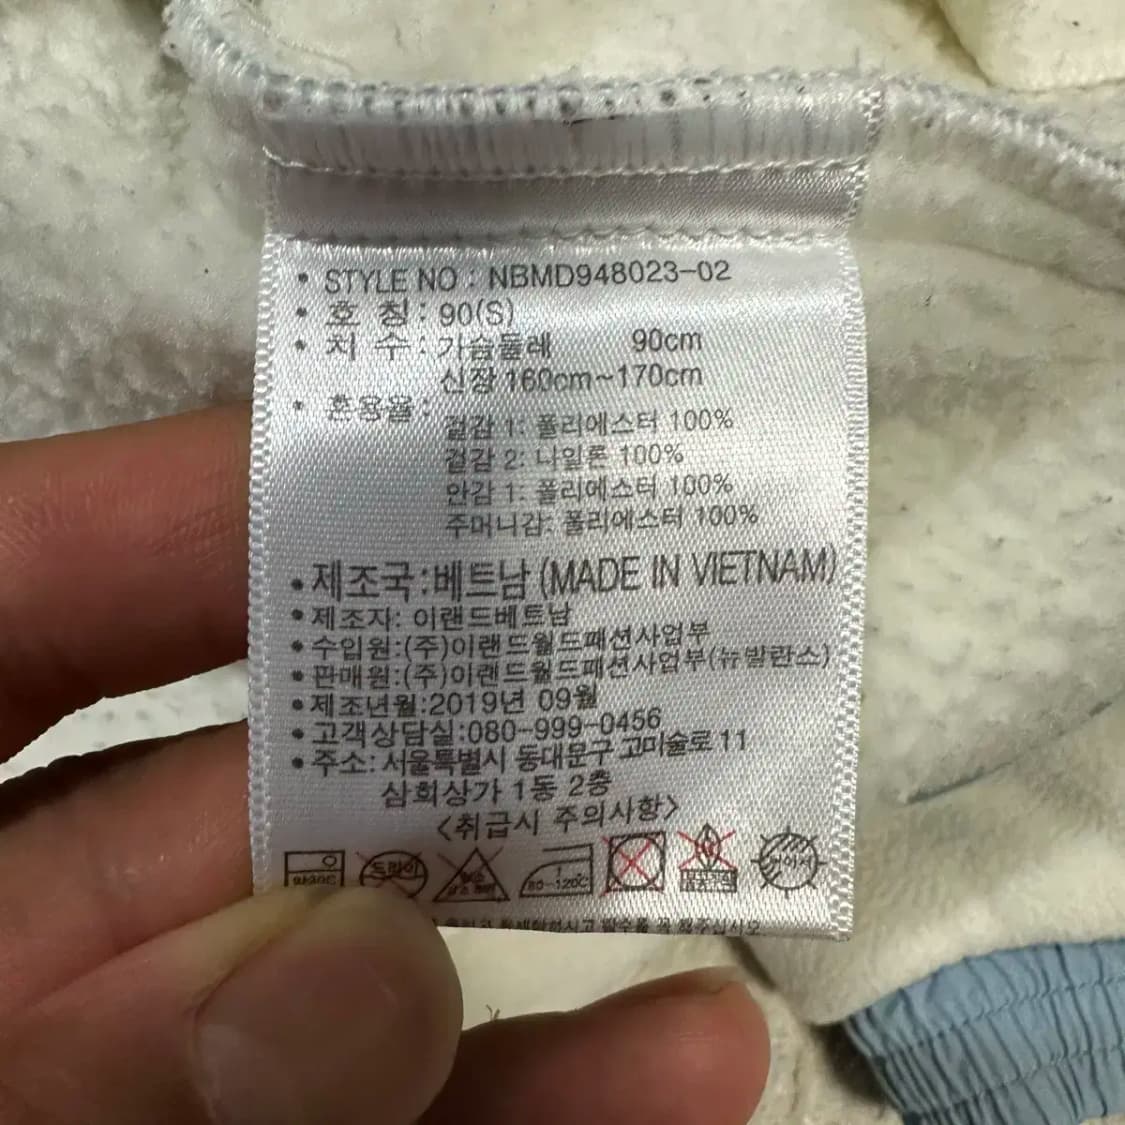 • STYLE NO : NBMD948023-02
• 호 칭 : 90(S)
• 치 수 : 가슴둘레 90cm
신장 160cm~170cm
• 혼용율 :
겉감 1: 폴리에스터 100%
겉감 2: 나일론 100%
안감 1: 폴리에스터 100%
주머니감: 폴리에스터 100%
• 제조국:베트남 (MADE IN VIETNAM)
• 제조자: 이랜드베트남
• 수입원:(주)이랜드월드패션사업부
• 판매원:(주)이랜드월드패션사업부(뉴발란스)
• 제조년월:2019년 09월
• 고객상담실:080-999-0456
• 주소: 서울특별시 동대문구 고미술로 11
삼희상가 1동 2층
<취급시 주의사항>
약30℃ 드라이 80~120℃